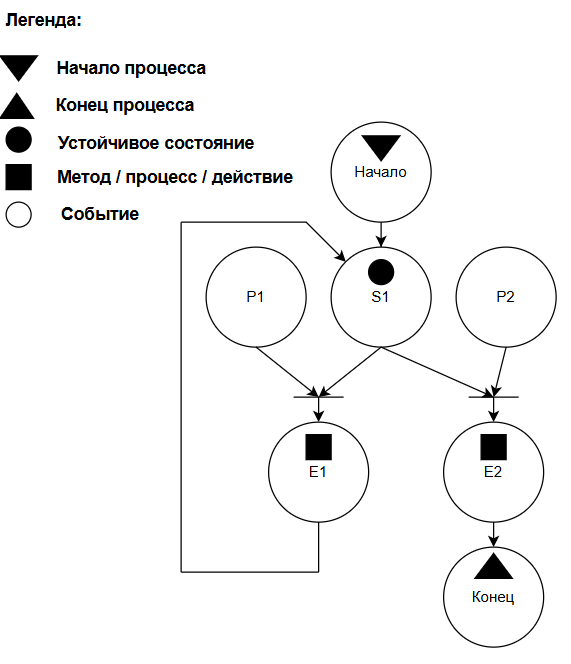 Легенда:
Начало процесса
Конец процесса
Устойчивое состояние
Метод / процесс / действие
Событие
Начало
P1
S1
P2
E1
E2
Конец